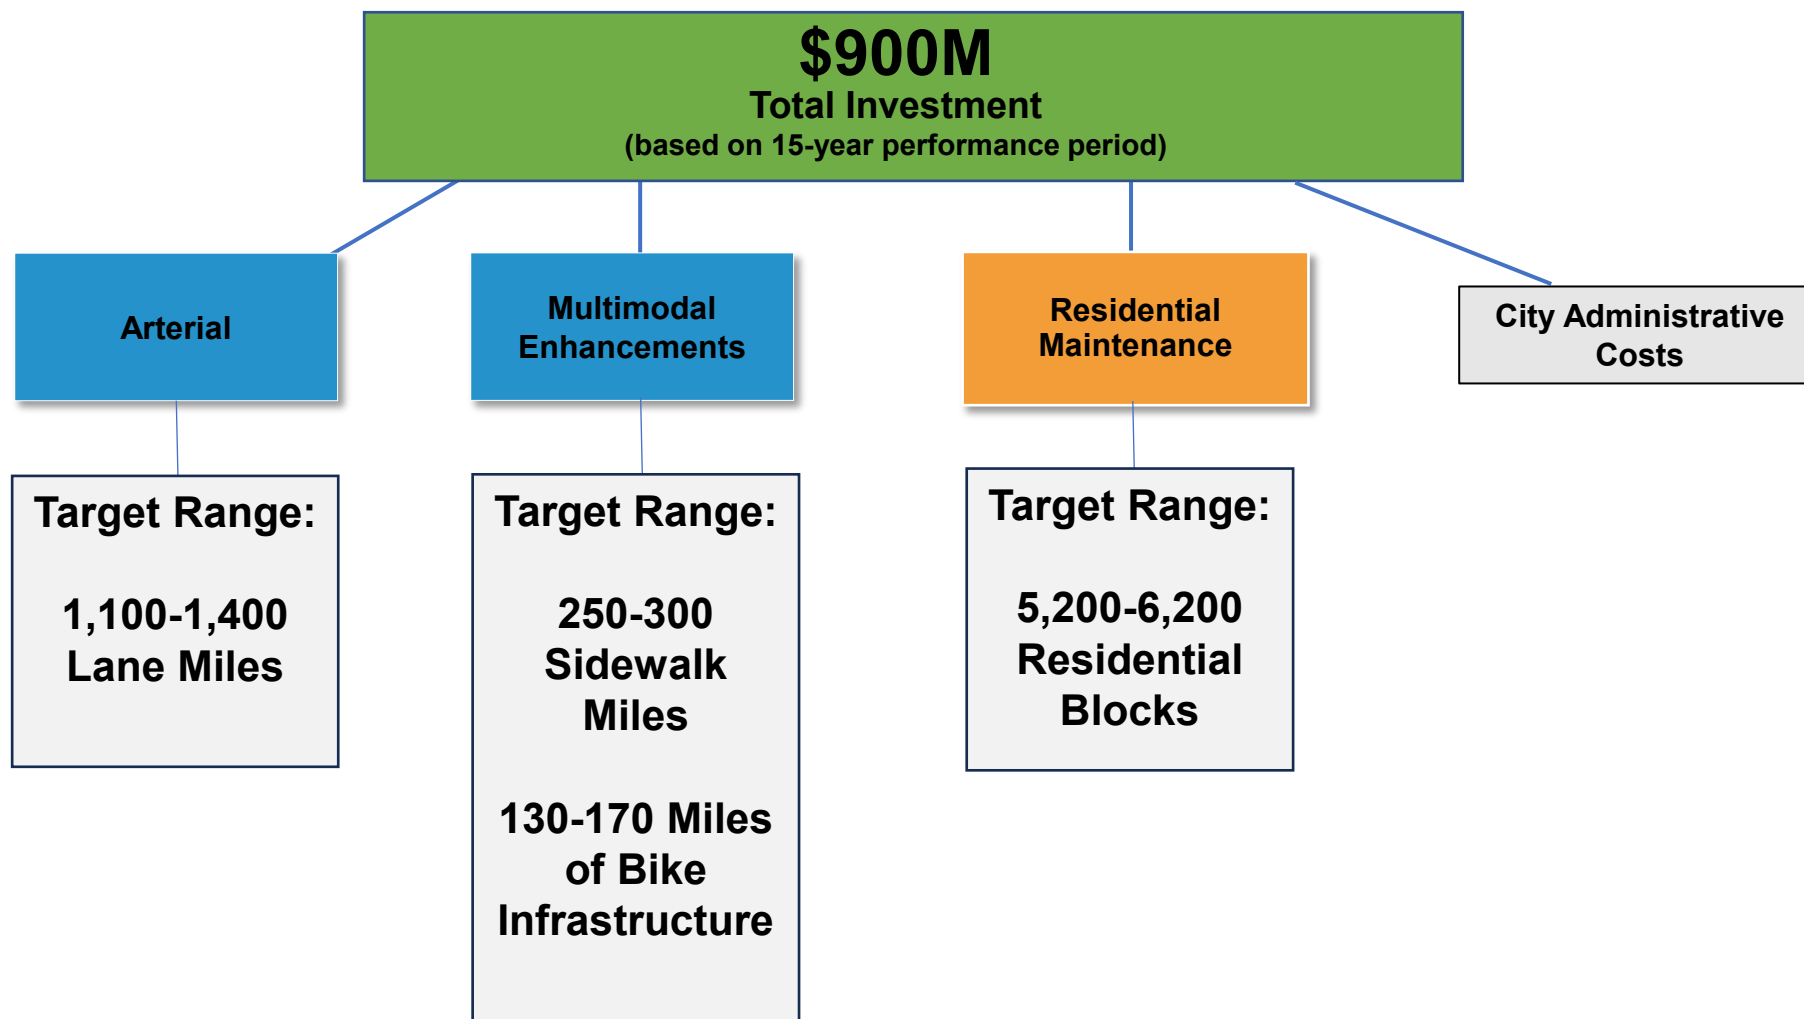 $900M
Total Investment
(based on 15-year performance period)
Arterial
Multimodal
Enhancements
Residential
Maintenance
City Administrative
Costs
Target Range:
1,100-1,400
Lane Miles
Target Range:
250-300
Sidewalk
Miles
130-170 Miles
of Bike
Infrastructure
Target Range:
5,200-6,200
Residential
Blocks